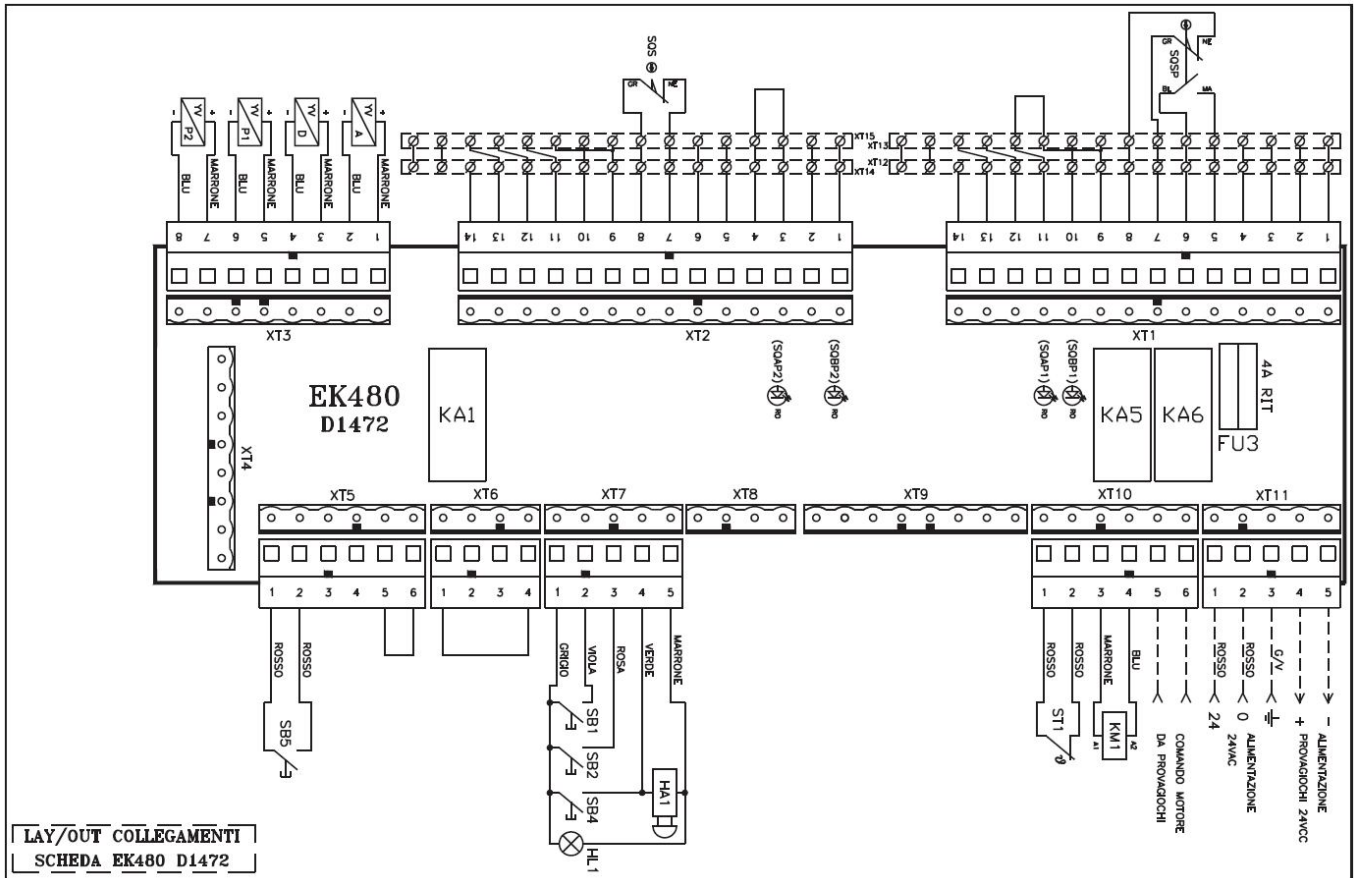 SQS
GR
NE
GR
NE
SQSP
BL
MA
-
YV
P2
+
-
YV
P1
+
-
YV
D
+
-
YV
A
+
XT15
XT13
XT12
XT14
BLU
MARRONE
BLU
MARRONE
BLU
MARRONE
BLU
MARRONE
8 7 6 5 4 3 2 1
14 13 12 11 10 9 8 7 6 5 4 3 2 1
14 13 12 11 10 9 8 7 6 5 4 3 2 1
XT3
XT2
XT1
(SQAP2)
RO
(SQBP2)
RO
(SQAP1)
RO
(SQBP1)
RO
EK480
D1472
KA1
KA5
KA6
4A RIT
FU3
XT4
XT5
XT6
XT7
XT8
XT9
XT10
XT11
1 2 3 4 5 6
1 2 3 4
1 2 3 4 5
1 2 3 4 5 6
1 2 3 4 5
ROSSO
ROSSO
SB5
GRIGIO
VIOLA
ROSA
VERDE
MARRONE
SB1
SB2
SB4
HA1
HL1
ROSSO
ROSSO
ST1
MARRONE
BLU
A1
KM1
A2
DA PROVAGIOCHI
COMANDO MOTORE
ROSSO
ROSSO
G/V
24
0
24VAC
ALIMENTAZIONE
+
-
PROVAGIOCHI 24VCC
ALIMENTAZIONE
LAY/OUT COLLEGAMENTI
SCHEDA EK480 D1472